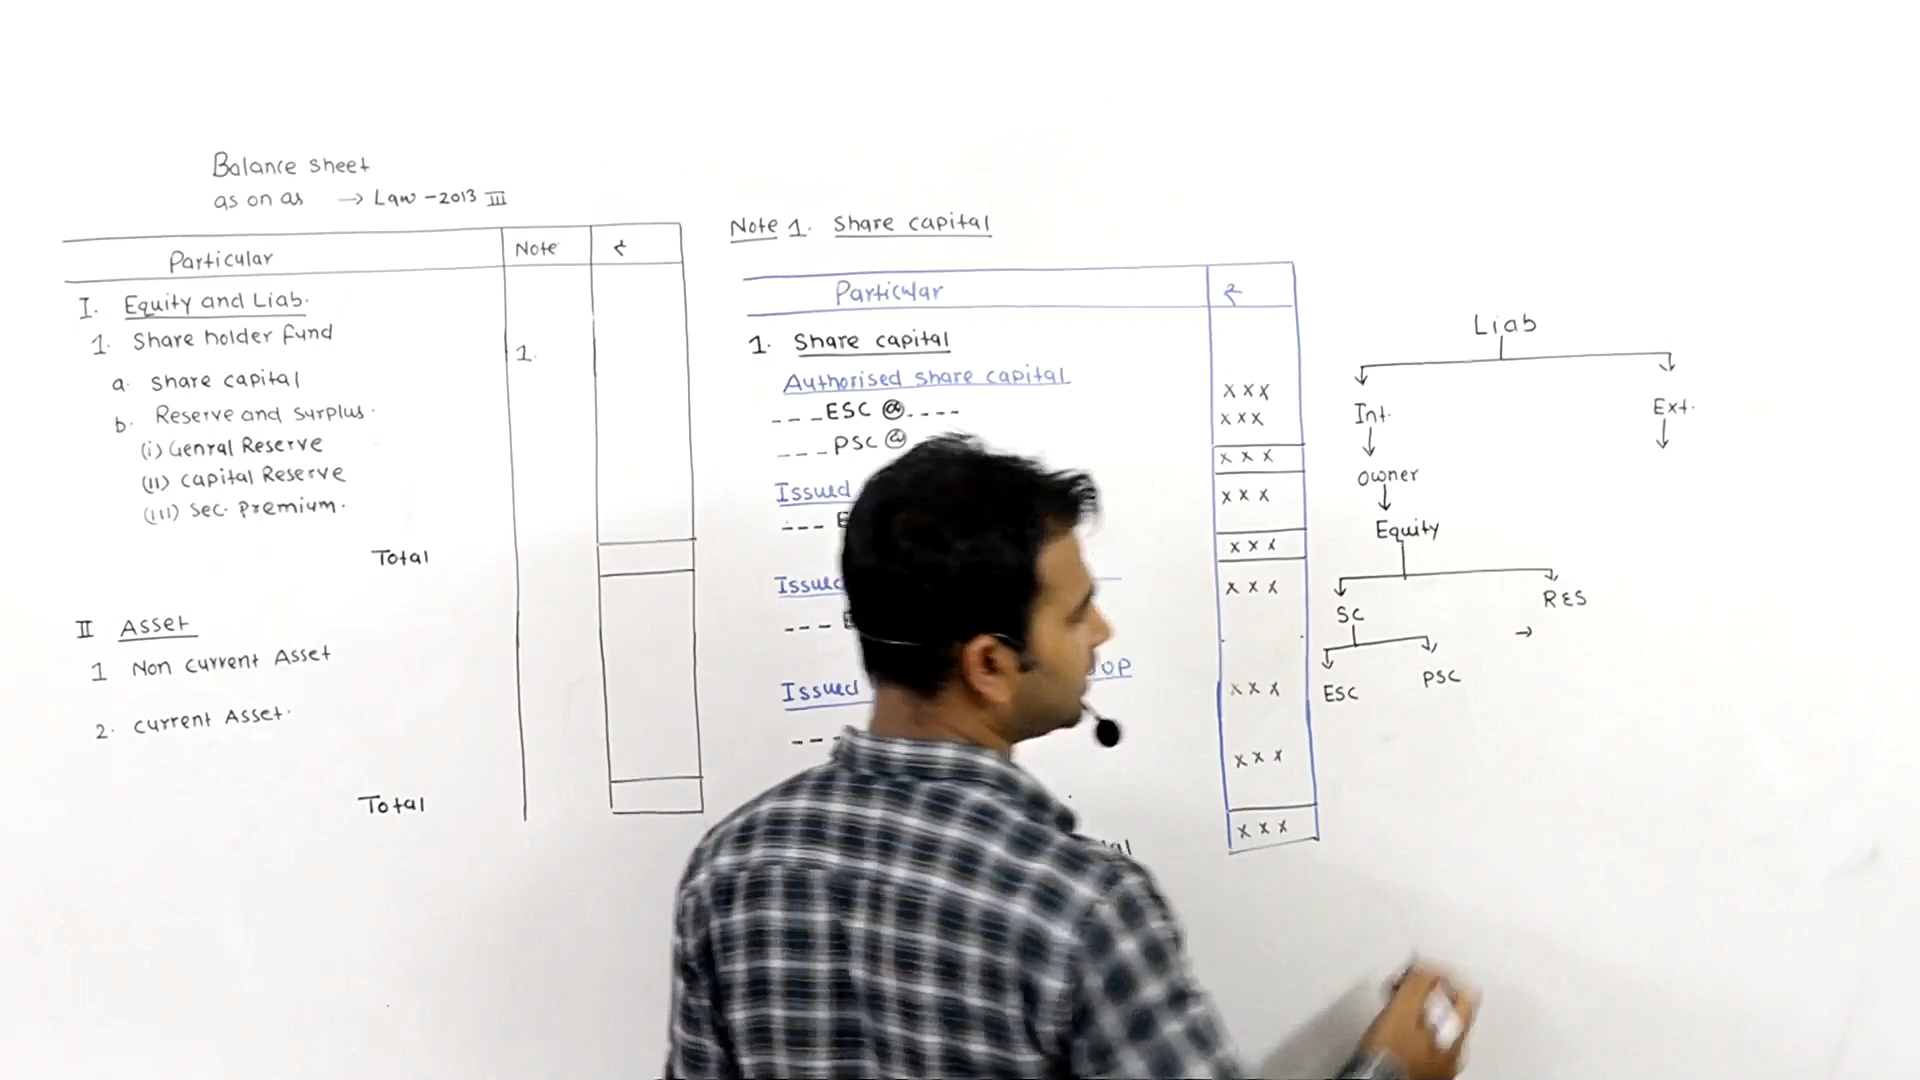 Balance sheet
as on as → Law -2013 III
Particular Note ₹
I. Equity and Liab.
1. Share holder fund
1.
a. Share capital
b. Reserve and surplus.
(i) Genral Reserve
(II) Capital Reserve
(III) Sec. Premium.
Total
II Asset
1 Non current Asset
2. Current Asset.
Total
Note 1. Share capital
Particular ₹
1. Share capital
Authorised share capital
---ESC @---- XXX
---PSC @ XXX
XXX
Issued XXX
---
XXX
Issued XXX
---
Issued XXX
---
XXX
XXX
Liab
Int. Ext.
↓ ↓
Owner
↓
Equity
SC RES
→
ESC PSC